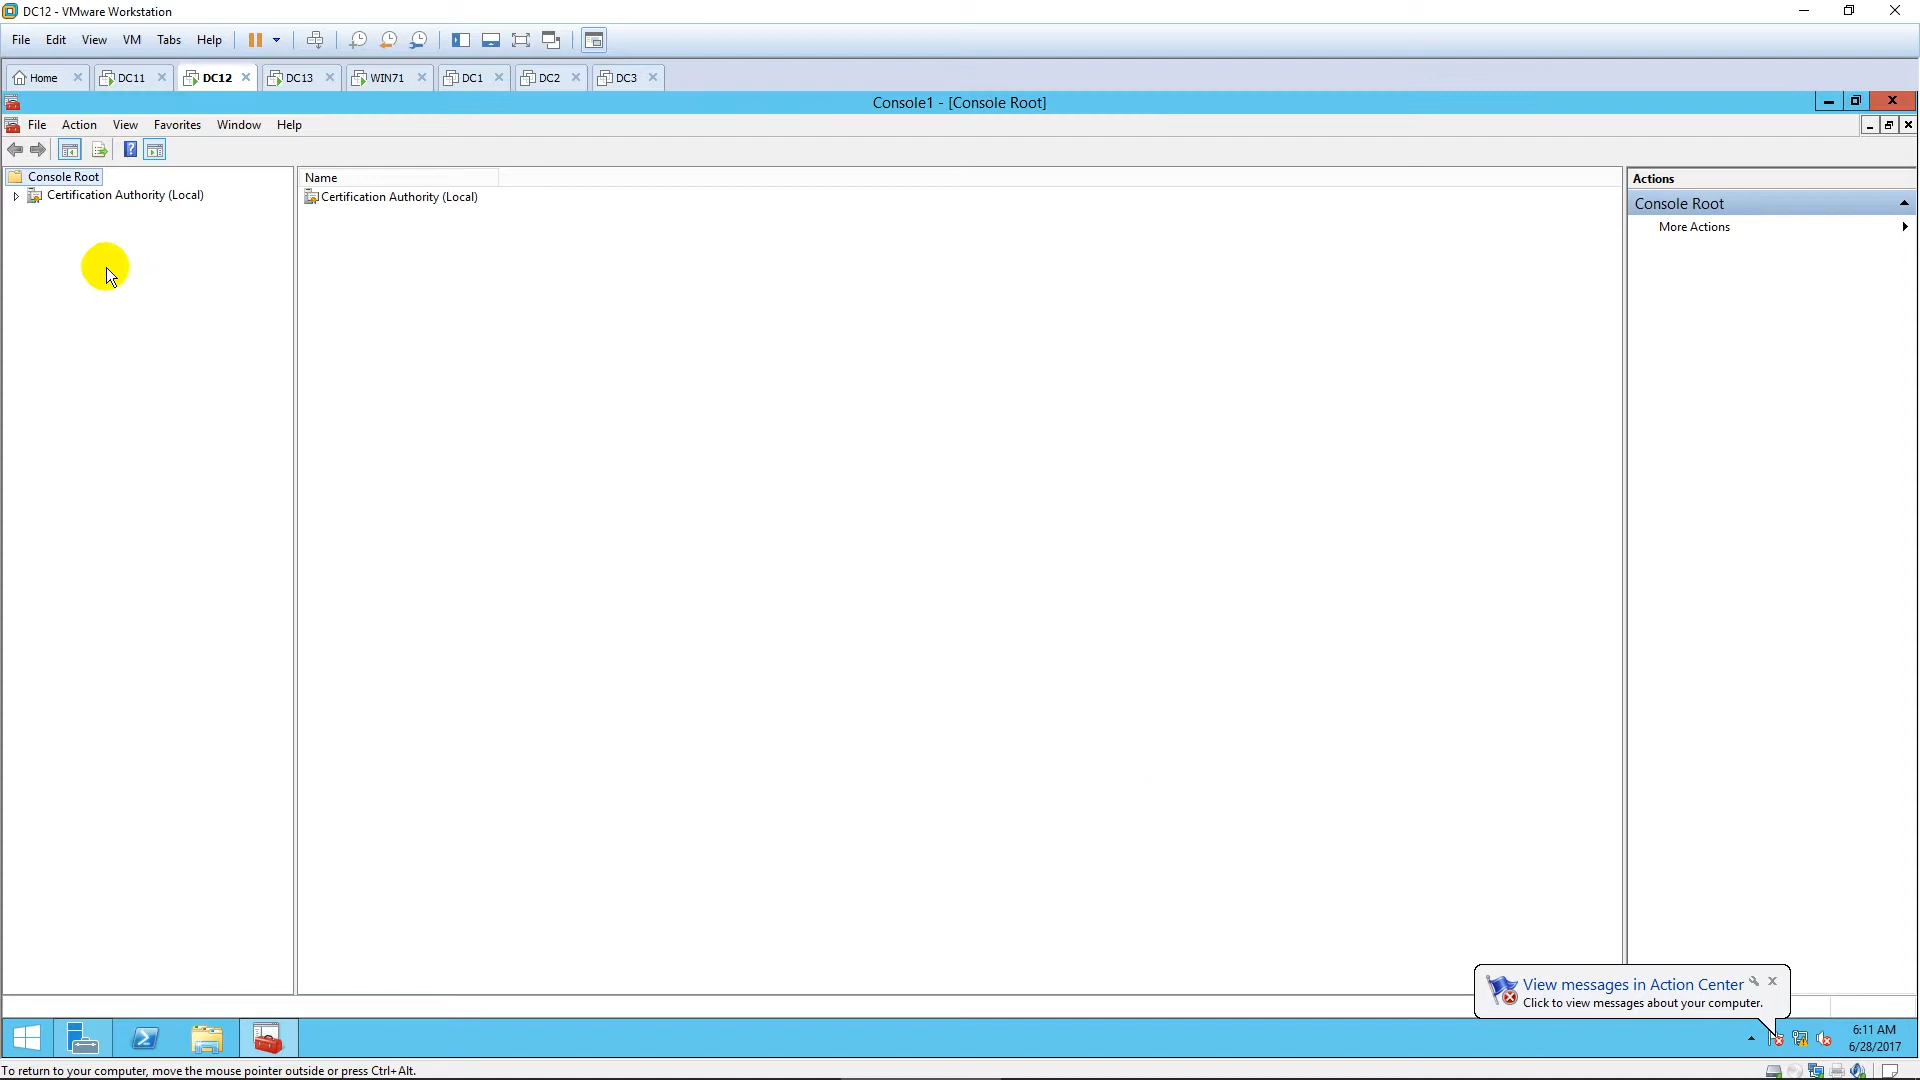 DC12 - VMware Workstation
File Edit View VM Tabs Help
Home DC11 DC12 DC13 WIN71 DC1 DC2 DC3
Console1 - [Console Root]
File Action View Favorites Window Help
Console Root
Certification Authority (Local)
Name
Certification Authority (Local)
Actions
Console Root
More Actions
View messages in Action Center
Click to view messages about your computer.
6:11 AM
6/28/2017
To return to your computer, move the mouse pointer outside or press Ctrl+Alt.